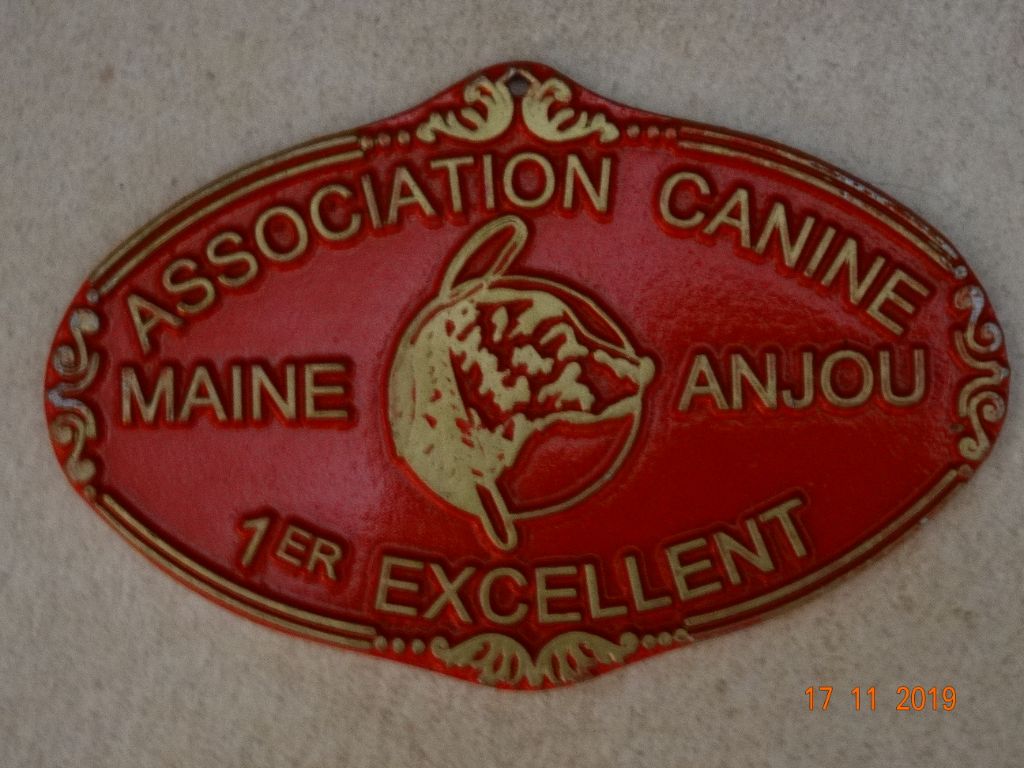 ASSOCIATION CANINE
MAINE ANJOU
1ER EXCELLENT
17 11 2019